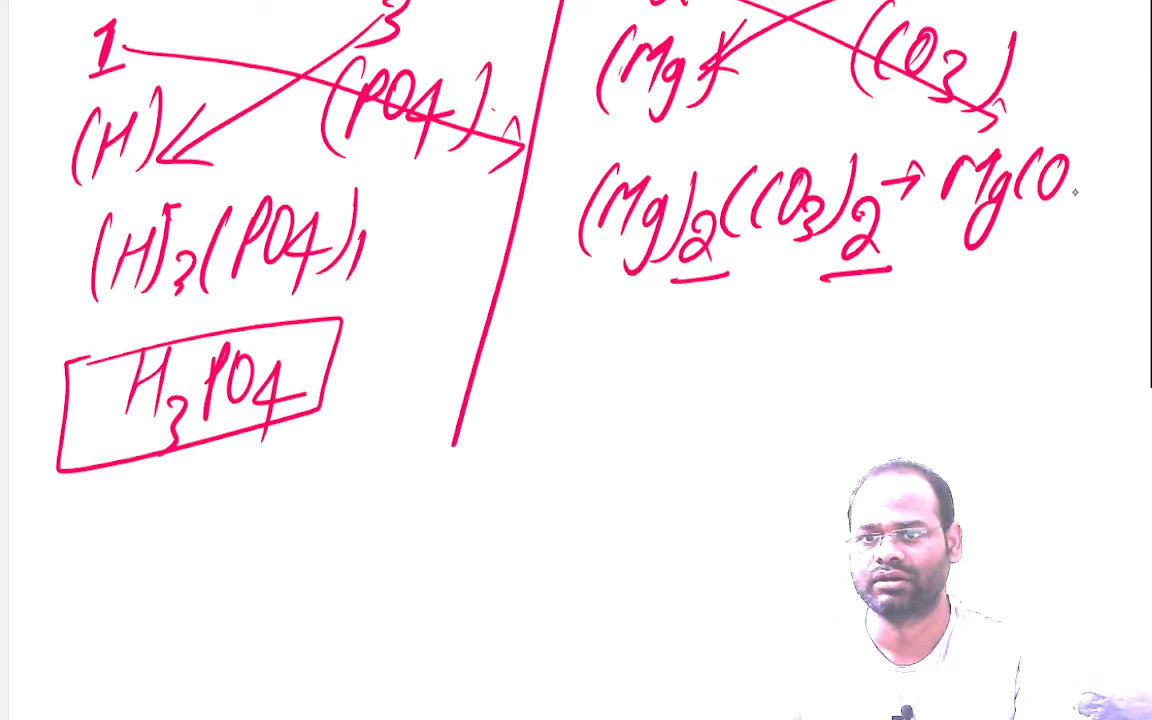 1 3
(H) (PO4)
(H)3(PO4)1
H3PO4
(Mg) (CO3)
(Mg)2(CO3)2 → MgCO